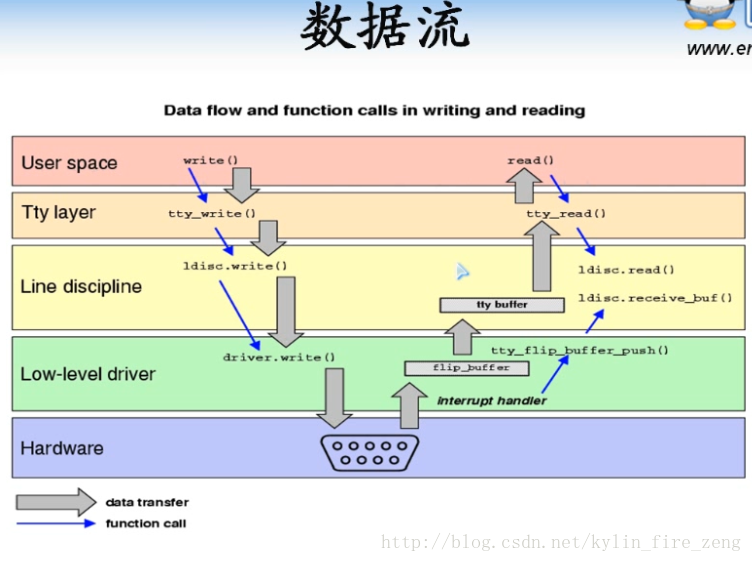 数据流
www.er
Data flow and function calls in writing and reading
User space
write()
read()
Tty layer
tty_write()
tty_read()
Line discipline
ldisc.write()
ldisc.read()
ldisc.receive_buf()
tty buffer
Low-level driver
driver.write()
tty_flip_buffer_push()
flip_buffer
interrupt handler
Hardware
data transfer
function call
http://blog.csdn.net/kylin_fire_zeng